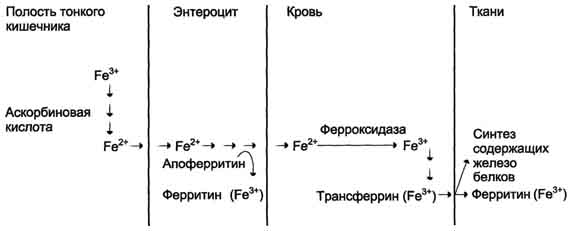 Полость тонкого
кишечника
Энтероцит
Кровь
Ткани
Fe3+
Аскорбиновая
кислота
Fe2+
Fe2+
Апоферритин
Ферритин (Fe3+)
Fe2+
Ферроксидаза
Fe3+
Трансферрин (Fe3+)
Синтез
содержащих
железо
белков
Ферритин (Fe3+)